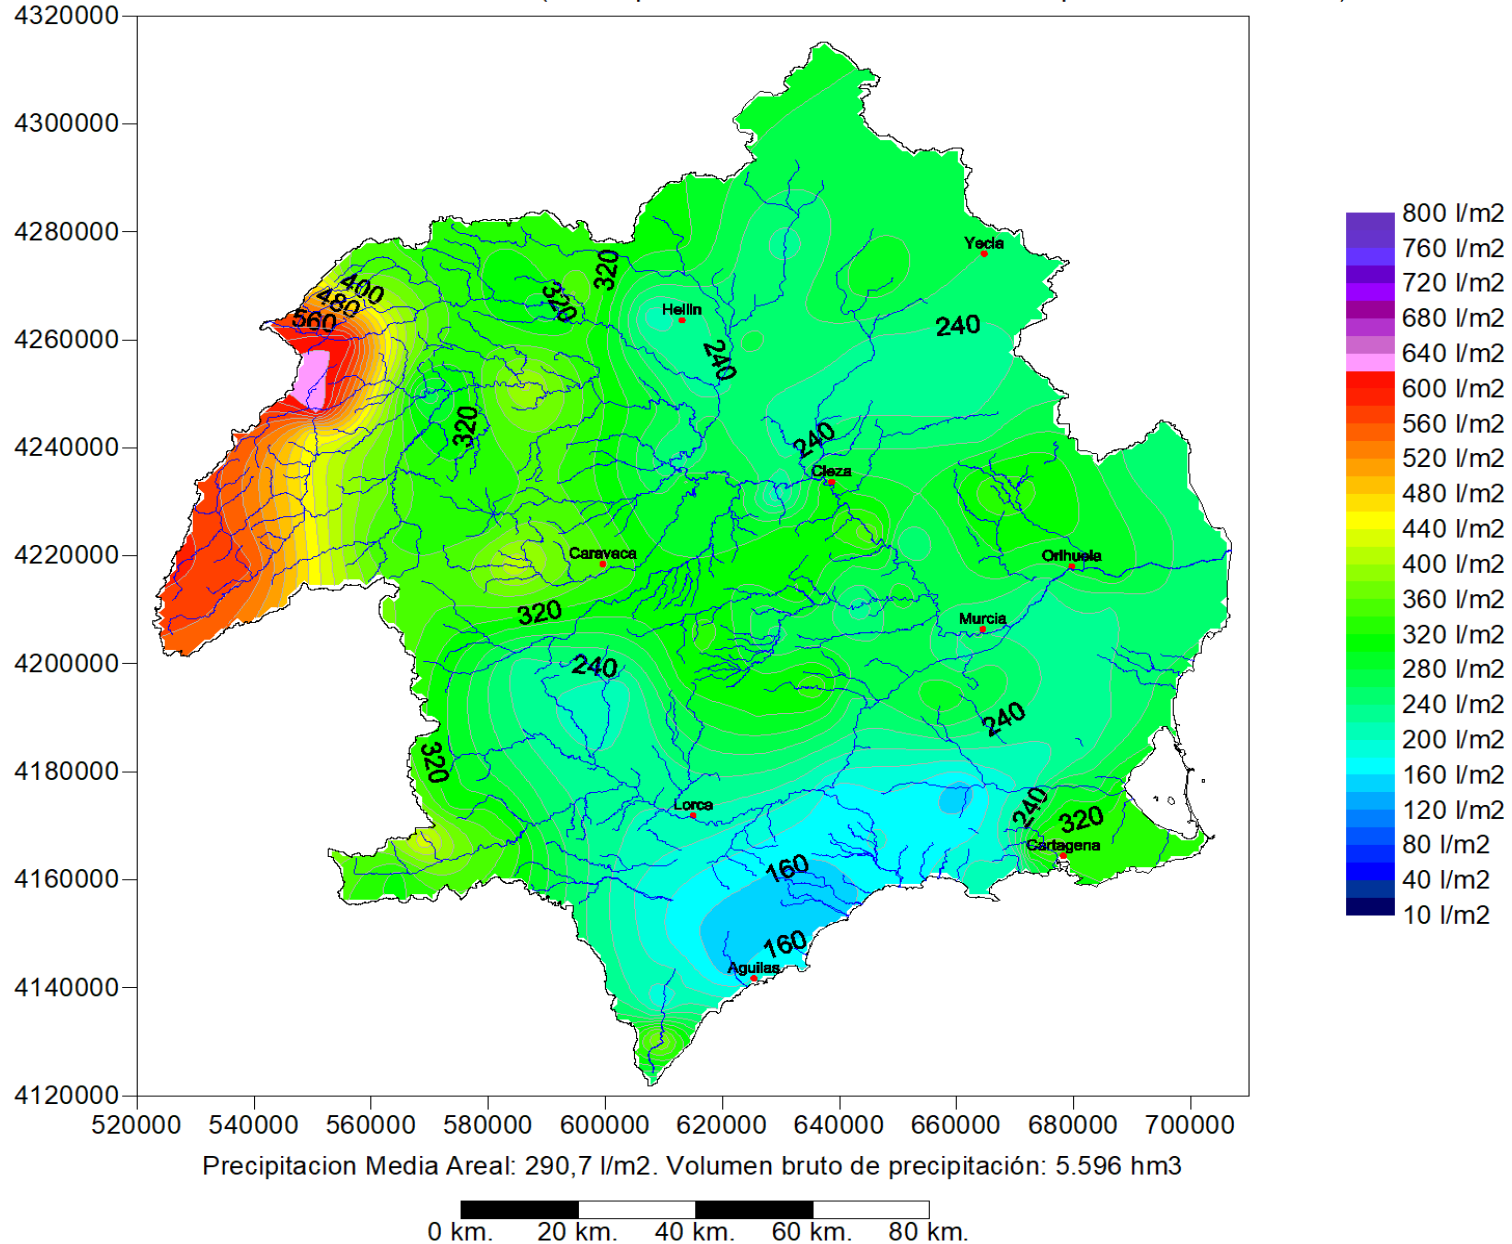 4320000
4300000
4280000
4260000
4240000
4220000
4200000
4180000
4160000
4140000
4120000
520000 540000 560000 580000 600000 620000 640000 660000 680000 700000
Yecla
320
400
480
560
320
Hellin
240
240
320
240
Cieza
Caravaca
Orihuela
320
Murcia
240
240
320
Lorca
240
320
Cartagena
160
160
Aguilas
800 l/m2
760 l/m2
720 l/m2
680 l/m2
640 l/m2
600 l/m2
560 l/m2
520 l/m2
480 l/m2
440 l/m2
400 l/m2
360 l/m2
320 l/m2
280 l/m2
240 l/m2
200 l/m2
160 l/m2
120 l/m2
80 l/m2
40 l/m2
10 l/m2
Precipitacion Media Areal: 290,7 l/m2. Volumen bruto de precipitación: 5.596 hm3
0 km. 20 km. 40 km. 60 km. 80 km.